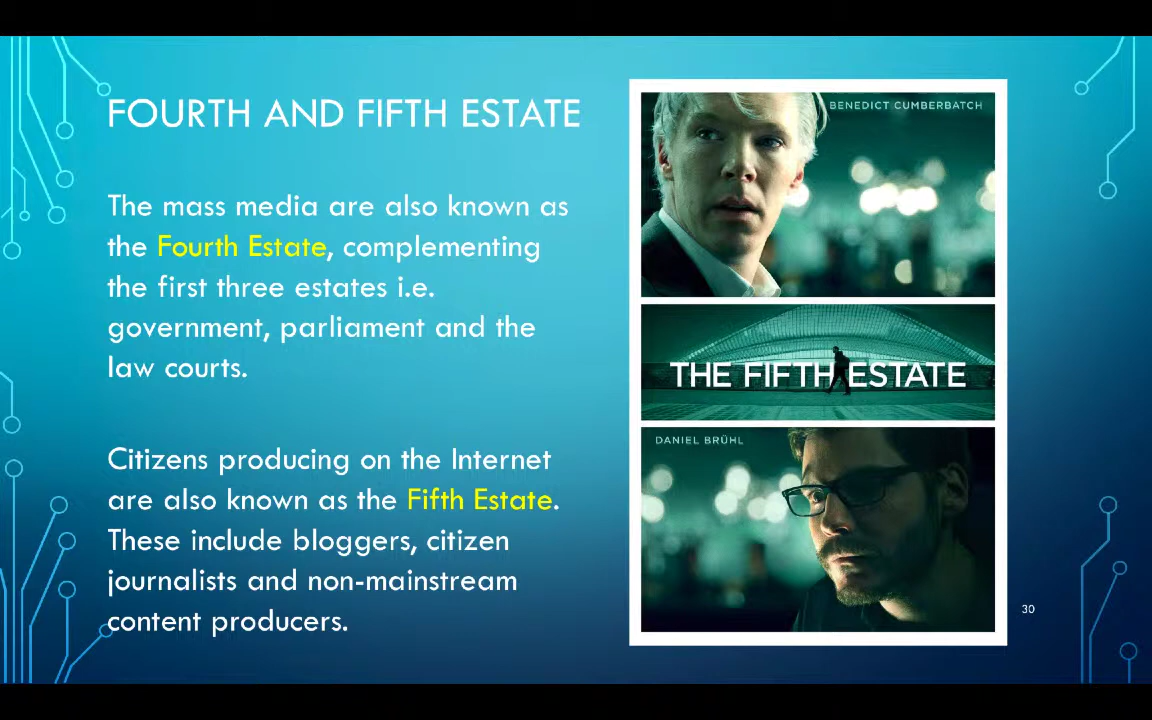 FOURTH AND FIFTH ESTATE
The mass media are also known as
the Fourth Estate, complementing
the first three estates i.e.
government, parliament and the
law courts.
Citizens producing on the Internet
are also known as the Fifth Estate.
These include bloggers, citizen
journalists and non-mainstream
content producers.
BENEDICT CUMBERBATCH
THE FIFTH ESTATE
DANIEL BRÜHL
30